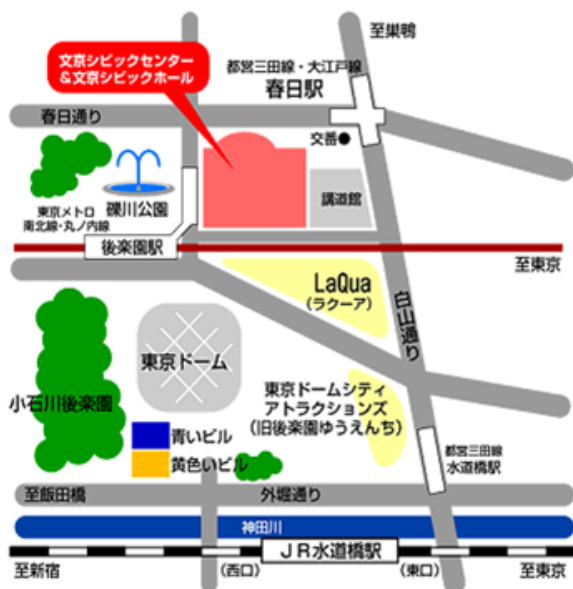 至巣鴨
文京シビックセンター
&文京シビックホール
都営三田線・大江戸線
春日駅
春日通り
交番●
礫川公園
講道館
東京メトロ
南北線・丸ノ内線
後楽園駅
至東京
LaQua
(ラクーア)
白山通り
東京ドーム
小石川後楽園
東京ドームシティ
アトラクションズ
(旧後楽園ゆうえんち)
青いビル
黄色いビル
都営三田線
水道橋駅
至飯田橋
外堀通り
神田川
JR水道橋駅
至新宿
(西口)
(東口)
至東京